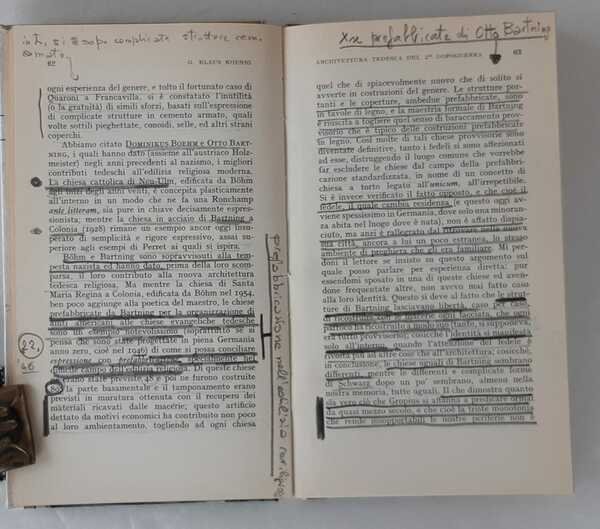 62 G. KLAUS KOENIG
ogni esperienza del genere, e tolto il fortunato caso di
Quaroni a Francavilla, si è constatato l'inutilità
(o la gratuità) di simili sforzi, basati sull'espressione
di complicate strutture in cemento armato, quali
volte sottili pieghettate, conoidi, selle, ed altri strani
coperchi.
Abbiamo citato DOMINIKUS BOEHM e OTTO BART-
NING, i quali hanno dato (assieme all'austriaco Holz-
meister) negli anni precedenti al nazismo, i migliori
contributi tedeschi all'edilizia religiosa moderna.
La chiesa cattolica di Neu-Ulm, edificata da Böhm
agli inizi degli anni venti, è concepita plasticamente
all'interno in un modo che ne fa una Ronchamp
ante litteram, sia pure in chiave decisamente espres-
sionista; mentre la chiesa in acciaio di Bartning a
Colonia (1928) rimane un esempio ancor oggi insu-
perato di semplicità e rigore espressivo, assai su-
periore agli esempi di Perret ai quali si ispira.
Böhm e Bartning sono sopravvissuti alla tem-
pesta nazista ed hanno dato, prima della loro scom-
parsa, il loro contributo alla nuova architettura
tedesca religiosa. Ma mentre la chiesa di Santa
Maria Regina a Colonia, edificata da Böhm nel 1954,
ben poco aggiunge alla poetica del maestro, le chiese
prefabbricate da Bartning per la organizzazione di
aiuti americani alle chiese evangeliche tedesche
sono un esempio notevolissimo (soprattutto se si
pensa che sono state progettate in piena Germania
anno zero, cioè nel 1946) di come si possa conciliare
espressione con prefabbricazione, specialmente nel
campo dell'edilizia religiosa. Di queste chiese
erano state previste 48 e poi ne furono costruite
la parte basamentale e il tamponamento erano
previsti in muratura ottenuta con il recupero dei
materiali ricavati dalle macerie; questo artificio
dettato da motivi economici ha contribuito non poco
al loro ambientamento, togliendo ad ogni chiesa
xx prefabbricate di Otto Bartning
ARCHITETTURA TEDESCA DEL 2º DOPOGUERRA 63
quel che di spiacevolmente nuovo che di solito si
avverte in costruzioni del genere. Le strutture por-
tanti e le coperture, ambedue prefabbricate, sono
in tavole di legno, e la maestria formale di Bartning
è riuscita a togliere quel senso di baraccamento prov-
visorio che è tipico delle costruzioni prefabbricate
in legno. Così molte di tali chiese provvisorie sono
diventate definitive, tanto i fedeli si sono affezionati
ad esse, distruggendo il luogo comune che vorrebbe
far escludere le chiese dal campo della prefabbri-
cazione standardizzata, in nome di un concetto di
chiesa a torto legato all'unicum, all'irrepetibile.
Si è invece verificato il fatto opposto, e che cioè il
fedele, il quale cambia residenza, (e questo oggi av-
viene spessissimo in Germania, dove solo una minoran-
za abita nel luogo dove è nata), non è affatto dispia-
ciuto, ma anzi è rallegrato dal ritrovare nella nuova
sua città, ancora a lui un poco estranea, lo stesso
ambiente di preghiera che gli era familiare. Mi per-
doni il lettore se insisto in questo argomento sul
quale posso parlare per esperienza diretta; pur
essendomi sposato in una di queste chiese ed aven-
done frequentate altre, non avevo mai fatto caso
alla loro identità. Questo si deve al fatto che le strut-
ture di Bartning lasciavano libertà, caso per caso,
parroco ha ricostruito a modo suo (tanto, si supponeva,
era tutto provvisorio); cosicché l'identità si manifesta
solo all'interno, quando l'attenzione del fedele è
rivolta più ad altre cose che all'architettura; cosicché,
in conclusione, le chiese uguali di Bartning sembrano
differenti, mentre le differenti e complicate forme
di Schwarz dopo un po' sembrano, almeno nella
nostra memoria, tutte uguali. Il che dimostra quanto
sia vero ciò che Gropius si affanna a predicare ormai
da quasi mezzo secolo, e che cioè la triste monotonia
che rende insopportabili le nostre periferie non è